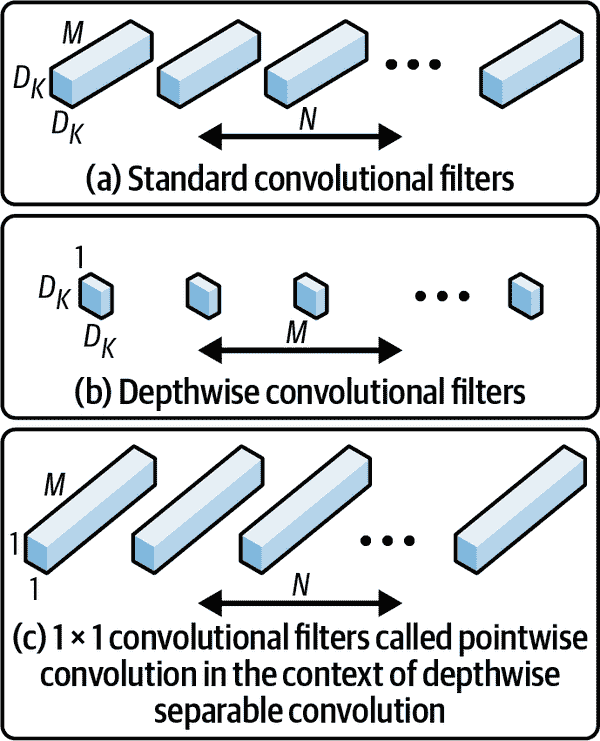 M
D_K
D_K
N
(a) Standard convolutional filters
1
D_K
D_K
M
(b) Depthwise convolutional filters
M
1
1
N
(c) 1 × 1 convolutional filters called pointwise
convolution in the context of depthwise
separable convolution